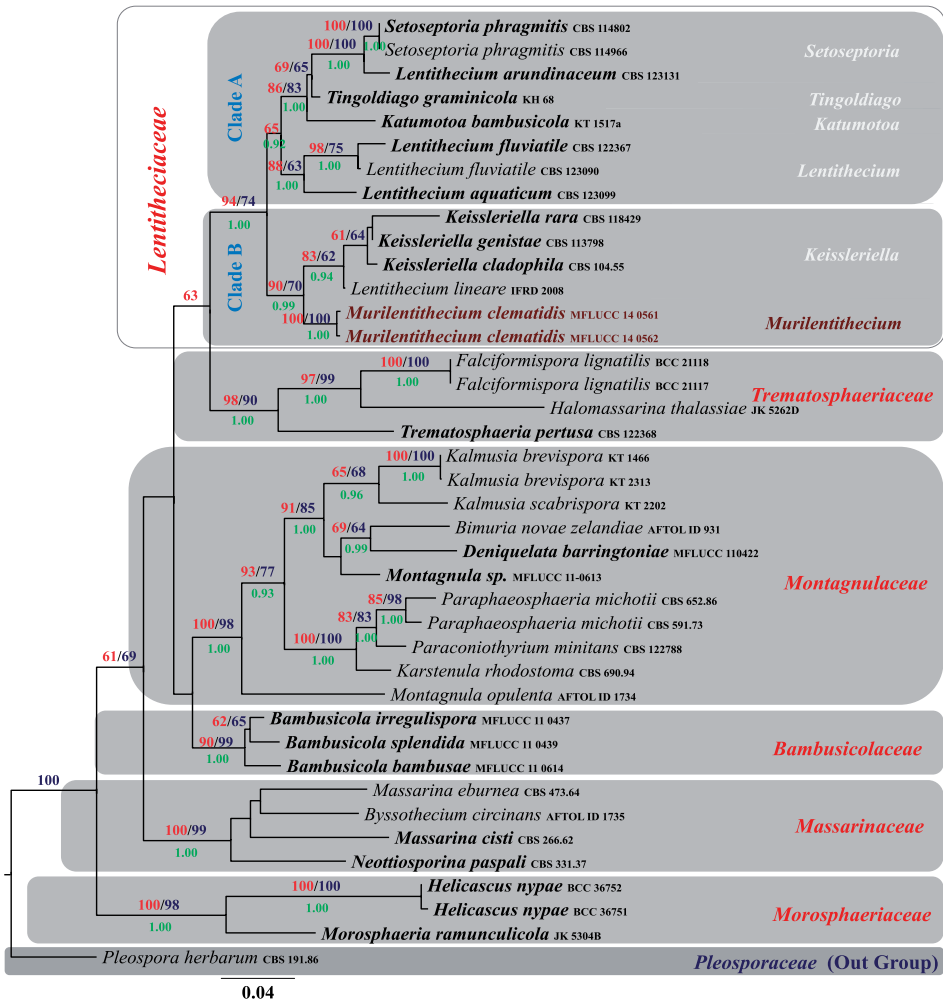 100/100 Setoseptoria phragmitis CBS 114802
100/100 1.00 Setoseptoria phragmitis CBS 114966 Setoseptoria
1.00
69/65 Lentithecium arundinaceum CBS 123131
86/83 Tingoldiago graminicola KH 68 Tingoldiago
1.00
Katumotoa bambusicola KT 1517a Katumotoa
Clade A
65
0.92
98/75 Lentithecium fluviatile CBS 122367
88/63 1.00 Lentithecium fluviatile CBS 123090 Lentithecium
1.00
Lentithecium aquaticum CBS 123099
94/74
1.00
Lentitheciaceae
Keissleriella rara CBS 118429
61/64 Keissleriella genistae CBS 113798 Keissleriella
83/62 Keissleriella cladophila CBS 104.55
0.94
Clade B
90/70 Lentithecium lineare IFRD 2008
0.99
63
100/100 Murilentithecium clematidis MFLUCC 14 0561 Murilentithecium
1.00 Murilentithecium clematidis MFLUCC 14 0562
100/100 Falciformispora lignatilis BCC 21118
97/99 1.00 Falciformispora lignatilis BCC 21117 Trematosphaeriaceae
1.00
98/90 Halomassarina thalassiae JK 5262D
1.00
Trematosphaeria pertusa CBS 122368
100/100 Kalmusia brevispora KT 1466
65/68 1.00 Kalmusia brevispora KT 2313
0.96
91/85 Kalmusia scabrispora KT 2202
1.00
69/64 Bimuria novae zelandiae AFTOL ID 931
0.99 Deniquelata barringtoniae MFLUCC 110422
93/77 Montagnula sp. MFLUCC 11-0613 Montagnulaceae
0.93
85/98 Paraphaeosphaeria michotii CBS 652.86
83/83 1.00 Paraphaeosphaeria michotii CBS 591.73
1.00
100/100 Paraconiothyrium minitans CBS 122788
1.00
100/98 Karstenula rhodostoma CBS 690.94
1.00
61/69
Montagnula opulenta AFTOL ID 1734
62/65 Bambusicola irregulispora MFLUCC 11 0437
90/99 Bambusicola splendida MFLUCC 11 0439 Bambusicolaceae
1.00 Bambusicola bambusae MFLUCC 11 0614
100
Massarina eburnea CBS 473.64
Byssothecium circinans AFTOL ID 1735 Massarinaceae
100/99 Massarina cisti CBS 266.62
1.00
Neottiosporina paspali CBS 331.37
100/100 Helicascus nypae BCC 36752
1.00 Helicascus nypae BCC 36751 Morosphaeriaceae
100/98
1.00
Morosphaeria ramunculicola JK 5304B
Pleospora herbarum CBS 191.86 Pleosporaceae (Out Group)
0.04